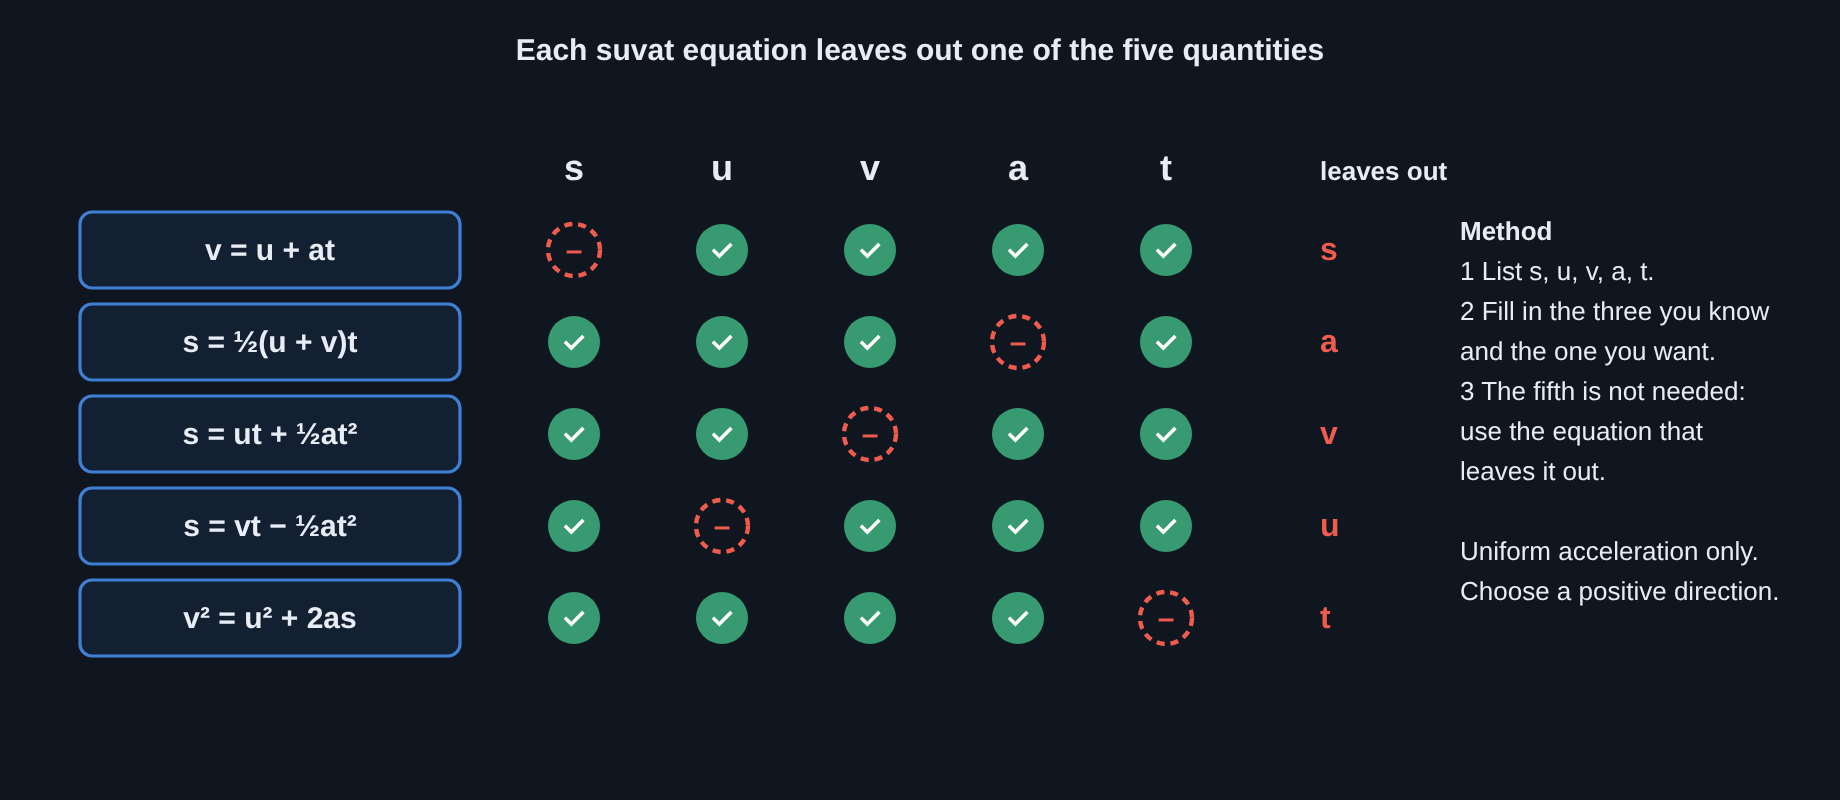 Each suvat equation leaves out one of the five quantities
s u v a t leaves out
v = u + at – s
s = ½(u + v)t – a
s = ut + ½at² – v
s = vt − ½at² – u
v² = u² + 2as – t
Method
1 List s, u, v, a, t.
2 Fill in the three you know
and the one you want.
3 The fifth is not needed:
use the equation that
leaves it out.
Uniform acceleration only.
Choose a positive direction.